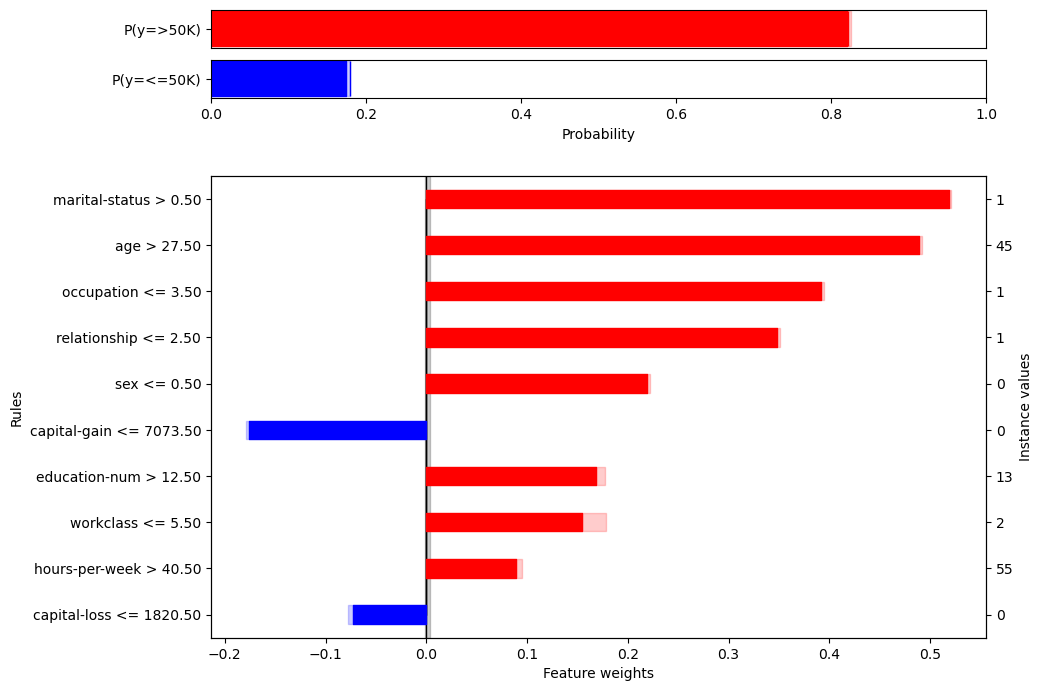 P(y=>50K)
P(y=<=50K)
0.0 0.2 0.4 0.6 0.8 1.0
Probability
marital-status > 0.50 1
age > 27.50 45
occupation <= 3.50 1
relationship <= 2.50 1
sex <= 0.50 0
capital-gain <= 7073.50 0
education-num > 12.50 13
workclass <= 5.50 2
hours-per-week > 40.50 55
capital-loss <= 1820.50 0
Rules
Instance values
−0.2 −0.1 0.0 0.1 0.2 0.3 0.4 0.5
Feature weights